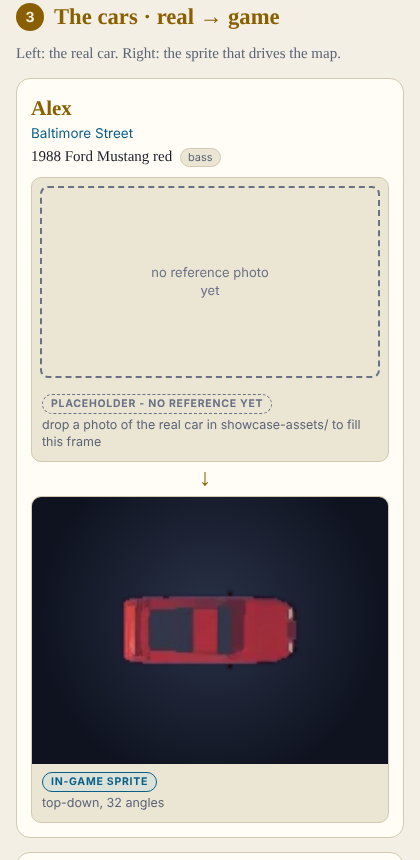 3 The cars · real → game
Left: the real car. Right: the sprite that drives the map.
Alex
Baltimore Street
1988 Ford Mustang red bass
no reference photo
yet
PLACEHOLDER - NO REFERENCE YET
drop a photo of the real car in showcase-assets/ to fill
this frame
↓
IN-GAME SPRITE
top-down, 32 angles